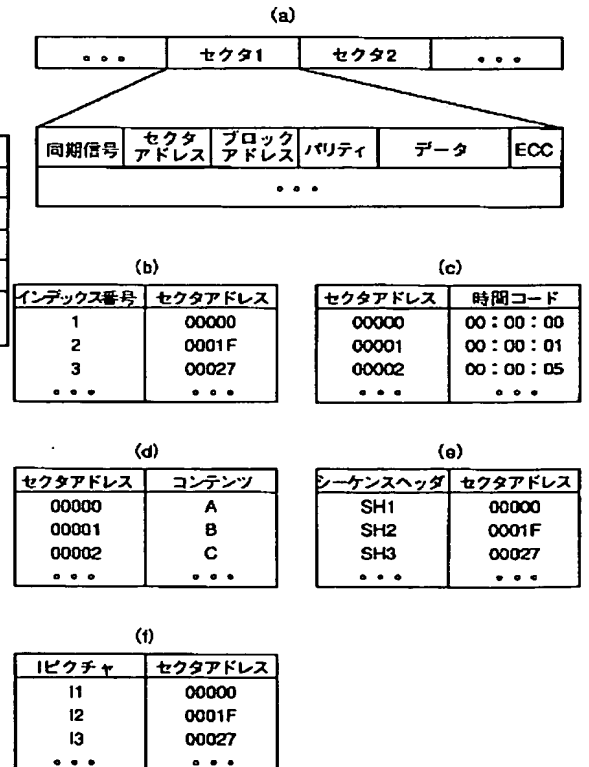 (a)
。。。 セクタ1 セクタ2 。。。
同期信号 セクタアドレス ブロックアドレス パリティ データ ECC
。。。
(b)
インデックス番号 セクタアドレス
1 00000
2 0001F
3 00027
。。。 。。。
(c)
セクタアドレス 時間コード
00000 00:00:00
00001 00:00:01
00002 00:00:05
。。。 。。。
(d)
セクタアドレス コンテンツ
00000 A
00001 B
00002 C
。。。 。。。
(e)
シーケンスヘッダ セクタアドレス
SH1 00000
SH2 0001F
SH3 00027
。。。 。。。
(f)
Iピクチャ セクタアドレス
I1 00000
I2 0001F
I3 00027
。。。 。。。